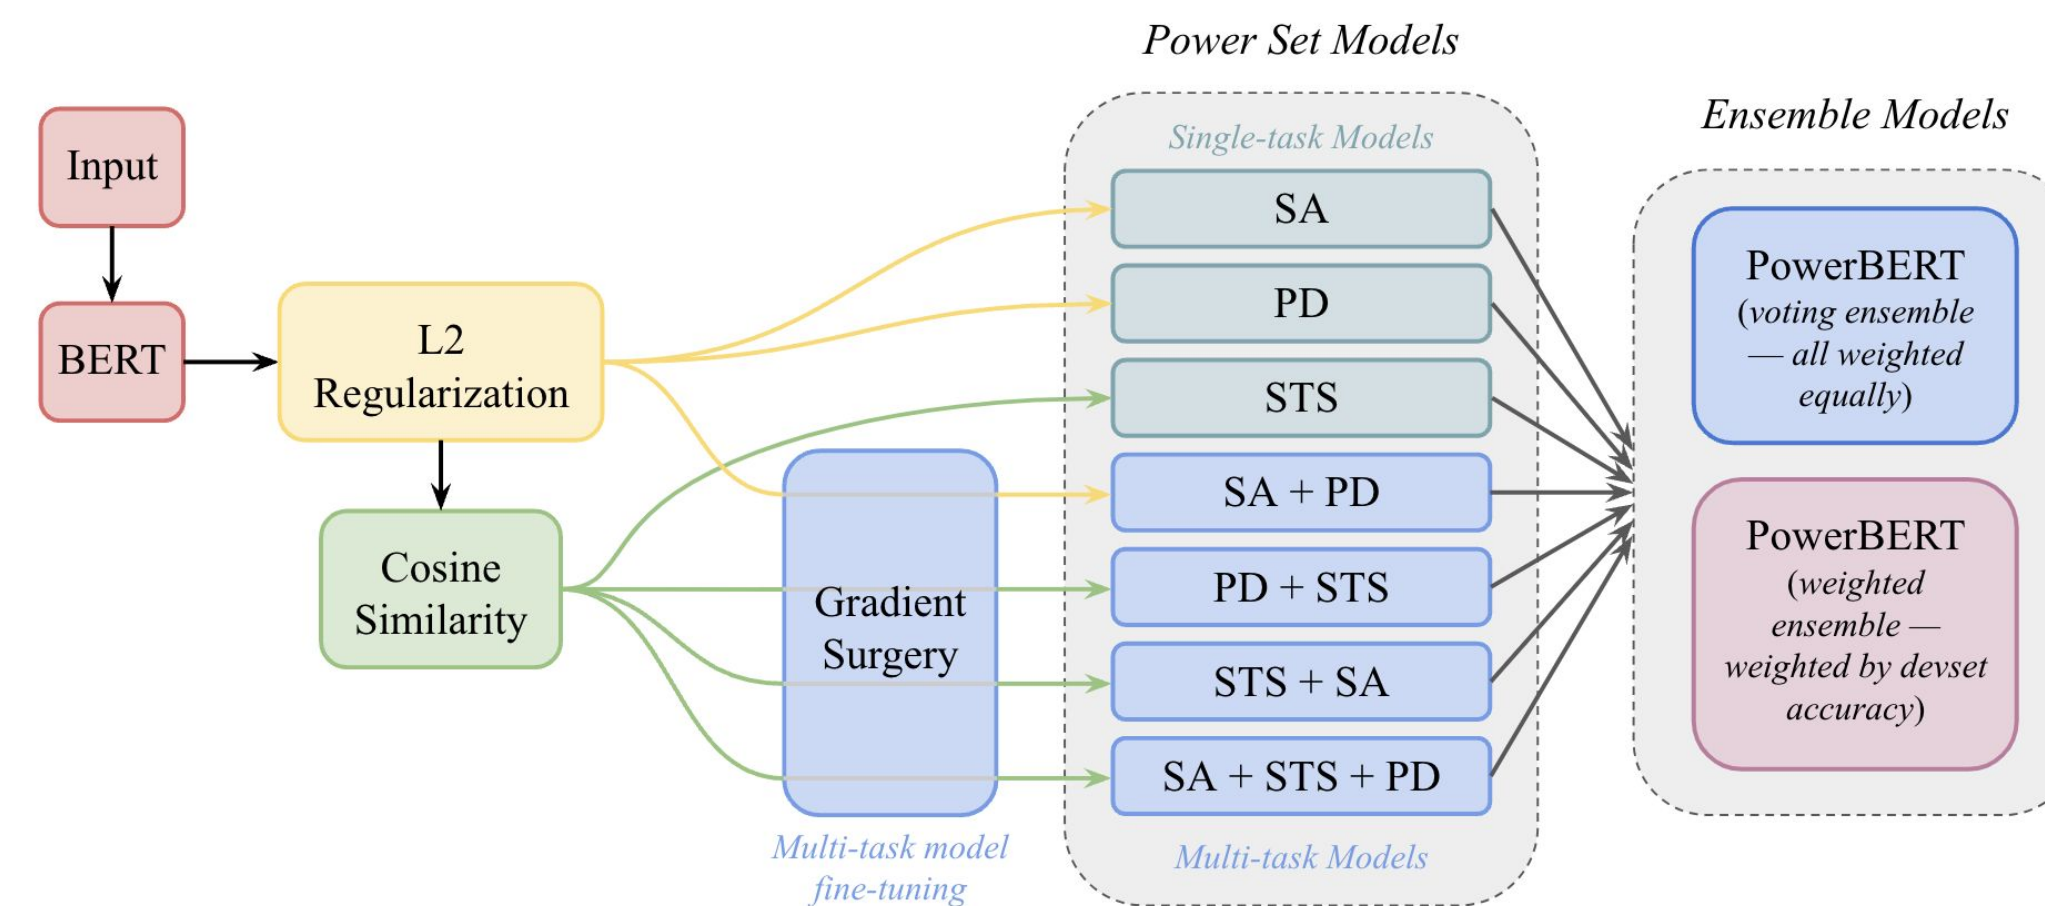 Power Set Models
Ensemble Models
Input
BERT
L2
Regularization
Cosine
Similarity
Gradient
Surgery
Multi-task model
fine-tuning
Single-task Models
SA
PD
STS
SA + PD
PD + STS
STS + SA
SA + STS + PD
Multi-task Models
PowerBERT
(voting ensemble
— all weighted
equally)
PowerBERT
(weighted
ensemble —
weighted by devset
accuracy)